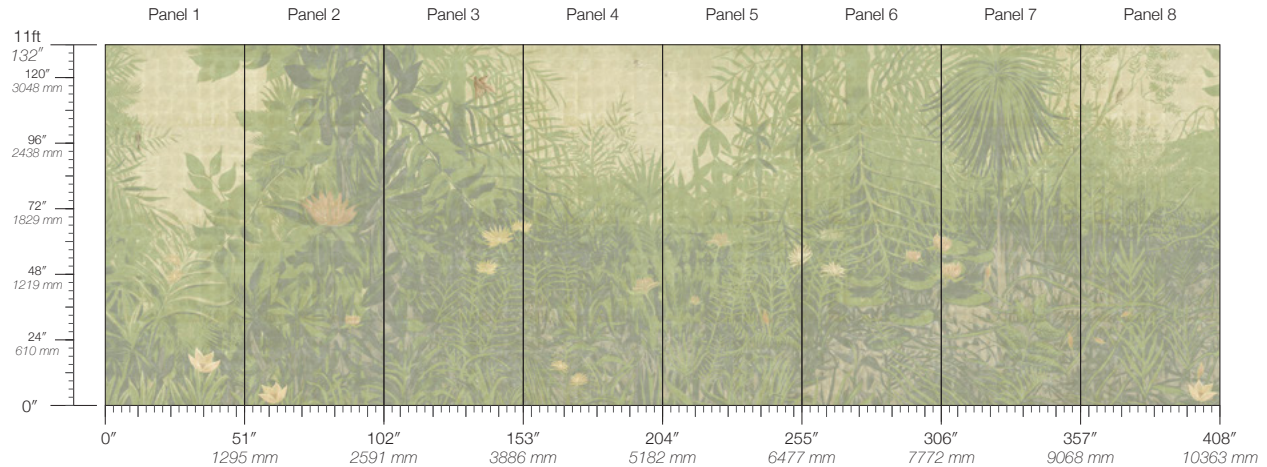 Panel 1 Panel 2 Panel 3 Panel 4 Panel 5 Panel 6 Panel 7 Panel 8
11ft
132″
120″
3048 mm
96″
2438 mm
72″
1829 mm
48″
1219 mm
24″
610 mm
0″
0″ 51″ 102″ 153″ 204″ 255″ 306″ 357″ 408″
1295 mm 2591 mm 3886 mm 5182 mm 6477 mm 7772 mm 9068 mm 10363 mm